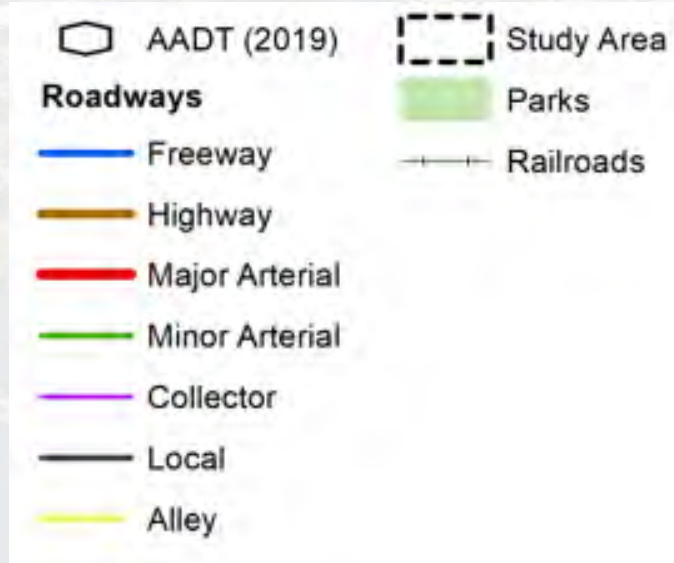 AADT (2019)
Roadways
Freeway
Highway
Major Arterial
Minor Arterial
Collector
Local
Alley
Study Area
Parks
Railroads